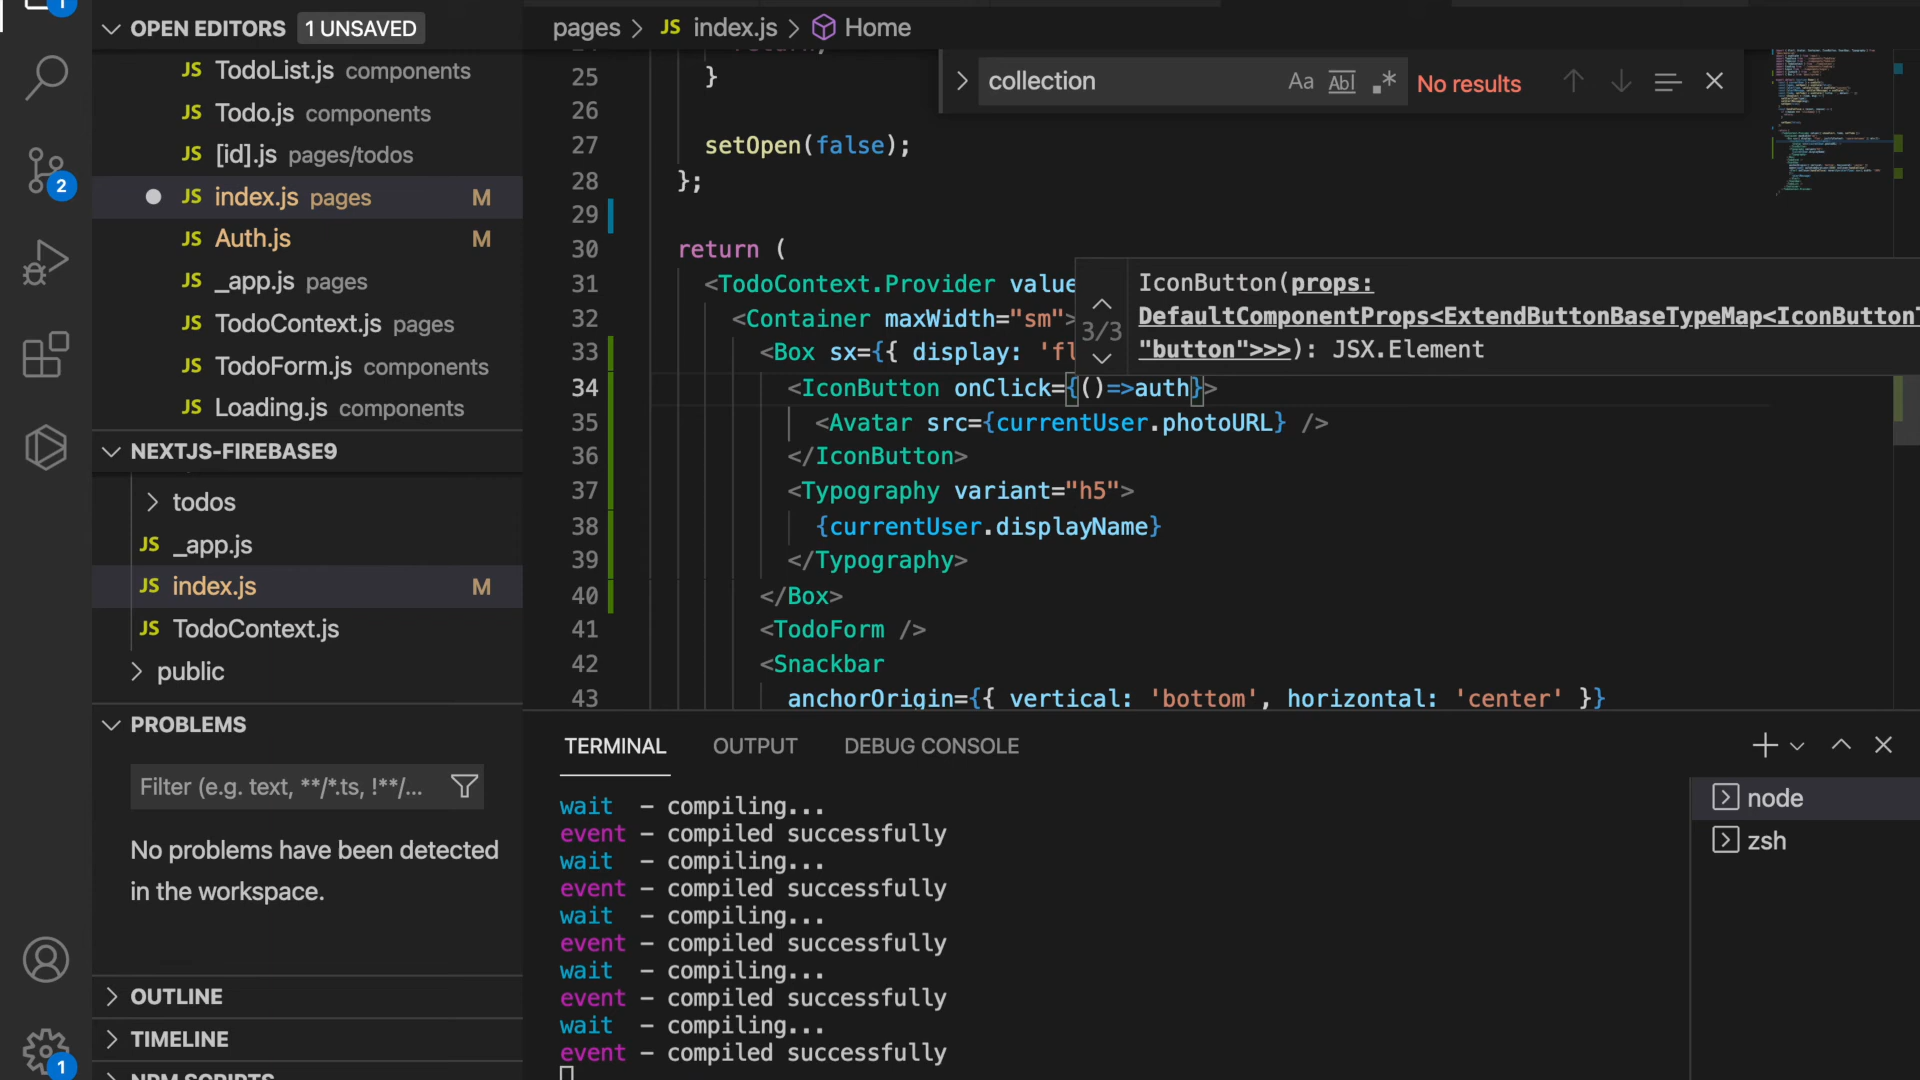 1
OPEN EDITORS 1 UNSAVED
JS TodoList.js components
JS Todo.js components
JS [id].js pages/todos
JS index.js pages M
JS Auth.js M
JS _app.js pages
JS TodoContext.js pages
JS TodoForm.js components
JS Loading.js components
NEXTJS-FIREBASE9
todos
JS _app.js
JS index.js M
JS TodoContext.js
public
PROBLEMS
Filter (e.g. text, **/*.ts, !**/...
No problems have been detected
in the workspace.
OUTLINE
TIMELINE
NPM SCRIPTS
2
1
pages > JS index.js > Home
collection Aa Abl .* No results
25 }
26
27 setOpen(false);
28 };
29
30 return (
31 <TodoContext.Provider value
32 <Container maxWidth="sm">
33 <Box sx={{ display: 'fl
34 <IconButton onClick={()=>auth}>
35 <Avatar src={currentUser.photoURL} />
36 </IconButton>
37 <Typography variant="h5">
38 {currentUser.displayName}
39 </Typography>
40 </Box>
41 <TodoForm />
42 <Snackbar
43 anchorOrigin={{ vertical: 'bottom', horizontal: 'center' }}
3/3
IconButton(props:
DefaultComponentProps<ExtendButtonBaseTypeMap<IconButtonT
"button">>>): JSX.Element
TERMINAL OUTPUT DEBUG CONSOLE
wait - compiling...
event - compiled successfully
wait - compiling...
event - compiled successfully
wait - compiling...
event - compiled successfully
wait - compiling...
event - compiled successfully
wait - compiling...
event - compiled successfully
node
zsh